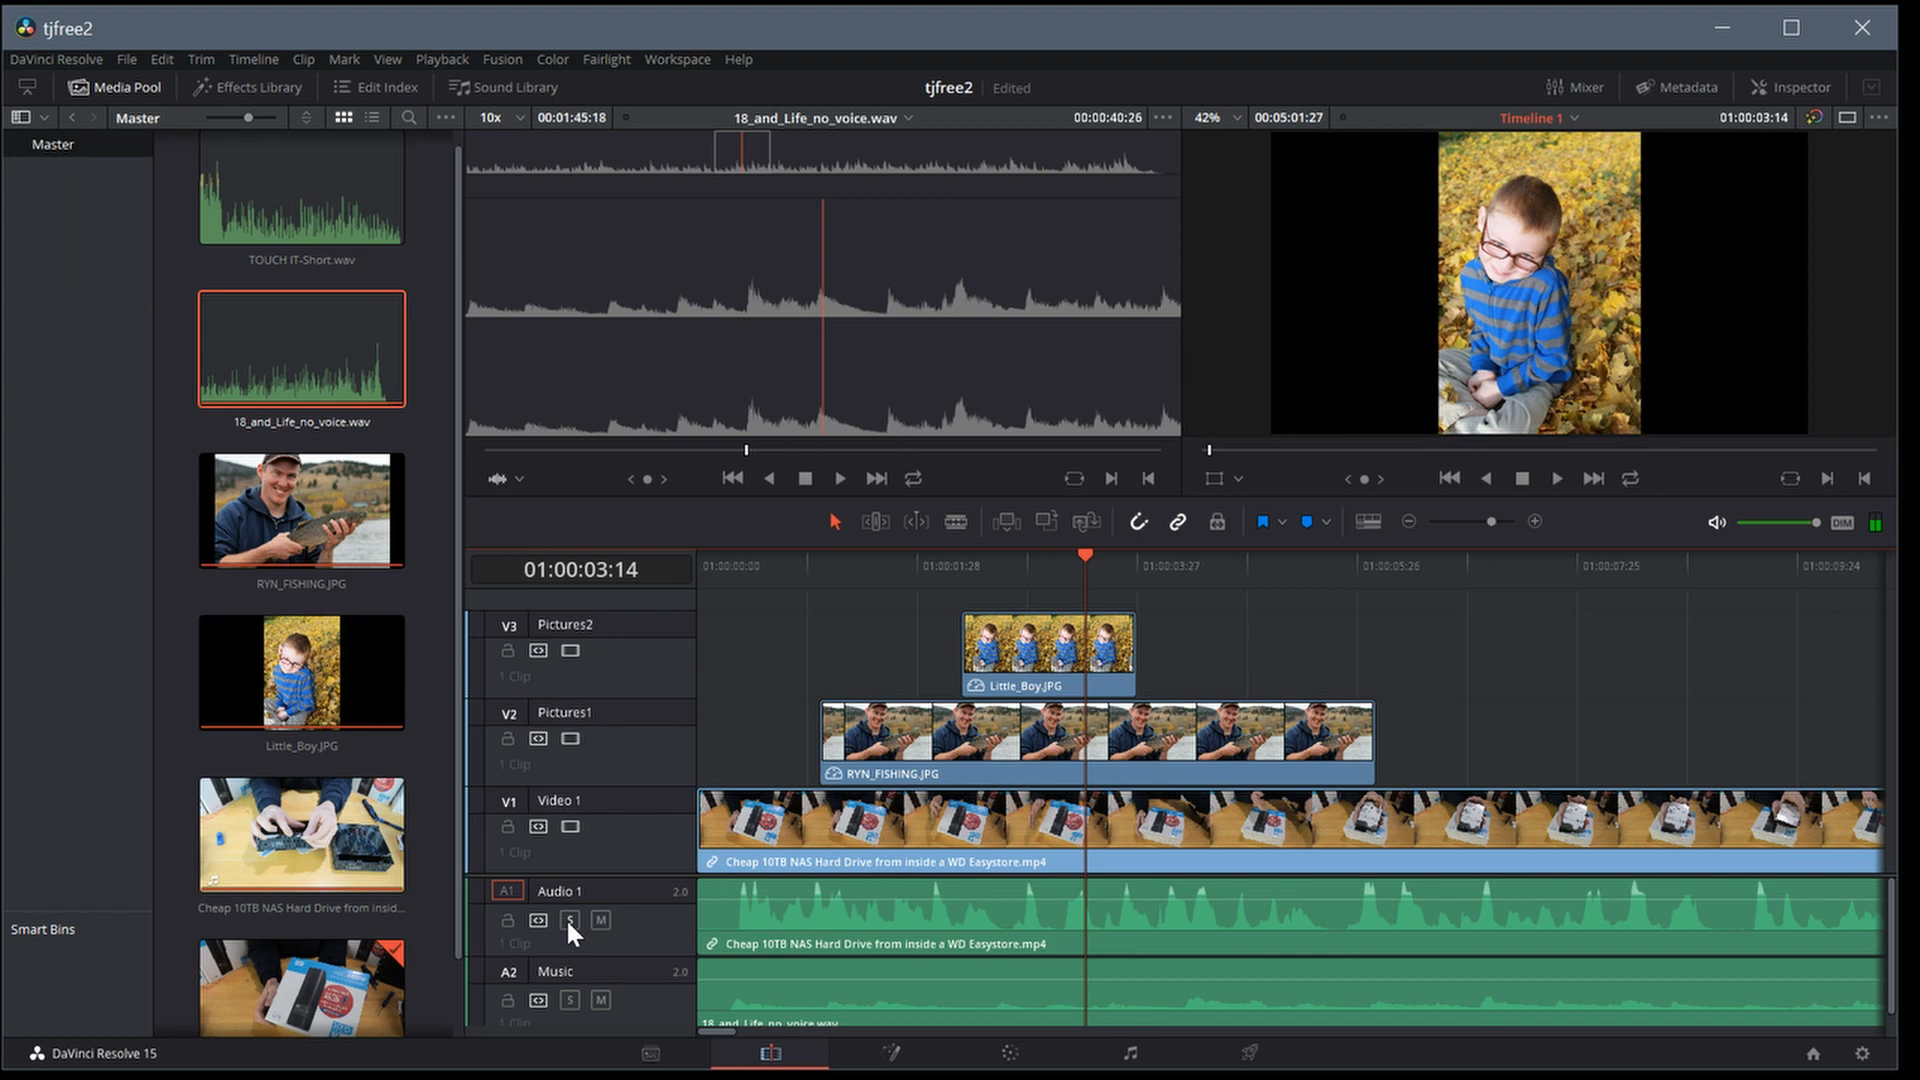 tjfree2
DaVinci Resolve File Edit Trim Timeline Clip Mark View Playback Fusion Color Fairlight Workspace Help
Media Pool Effects Library Edit Index Sound Library tjfree2 Edited Mixer Metadata Inspector
Master 10x 00:01:45:18 18_and_Life_no_voice.wav 00:00:40:26 42% 00:05:01:27 Timeline 1 01:00:03:14
Master
TOUCH IT-Short.wav
18_and_Life_no_voice.wav
RYN_FISHING.JPG
Little_Boy.JPG
Cheap 10TB NAS Hard Drive from insid...
Smart Bins
DIM
01:00:03:14 01:00:00:00 01:00:01:28 01:00:03:27 01:00:05:26 01:00:07:25 01:00:09:24
V3 Pictures2
1 Clip
Little_Boy.JPG
V2 Pictures1
1 Clip
RYN_FISHING.JPG
V1 Video 1
1 Clip
Cheap 10TB NAS Hard Drive from inside a WD Easystore.mp4
A1 Audio 1 2.0
S M
1 Clip
Cheap 10TB NAS Hard Drive from inside a WD Easystore.mp4
A2 Music 2.0
S M
1 Clip
18_and_Life_no_voice.wav
DaVinci Resolve 15